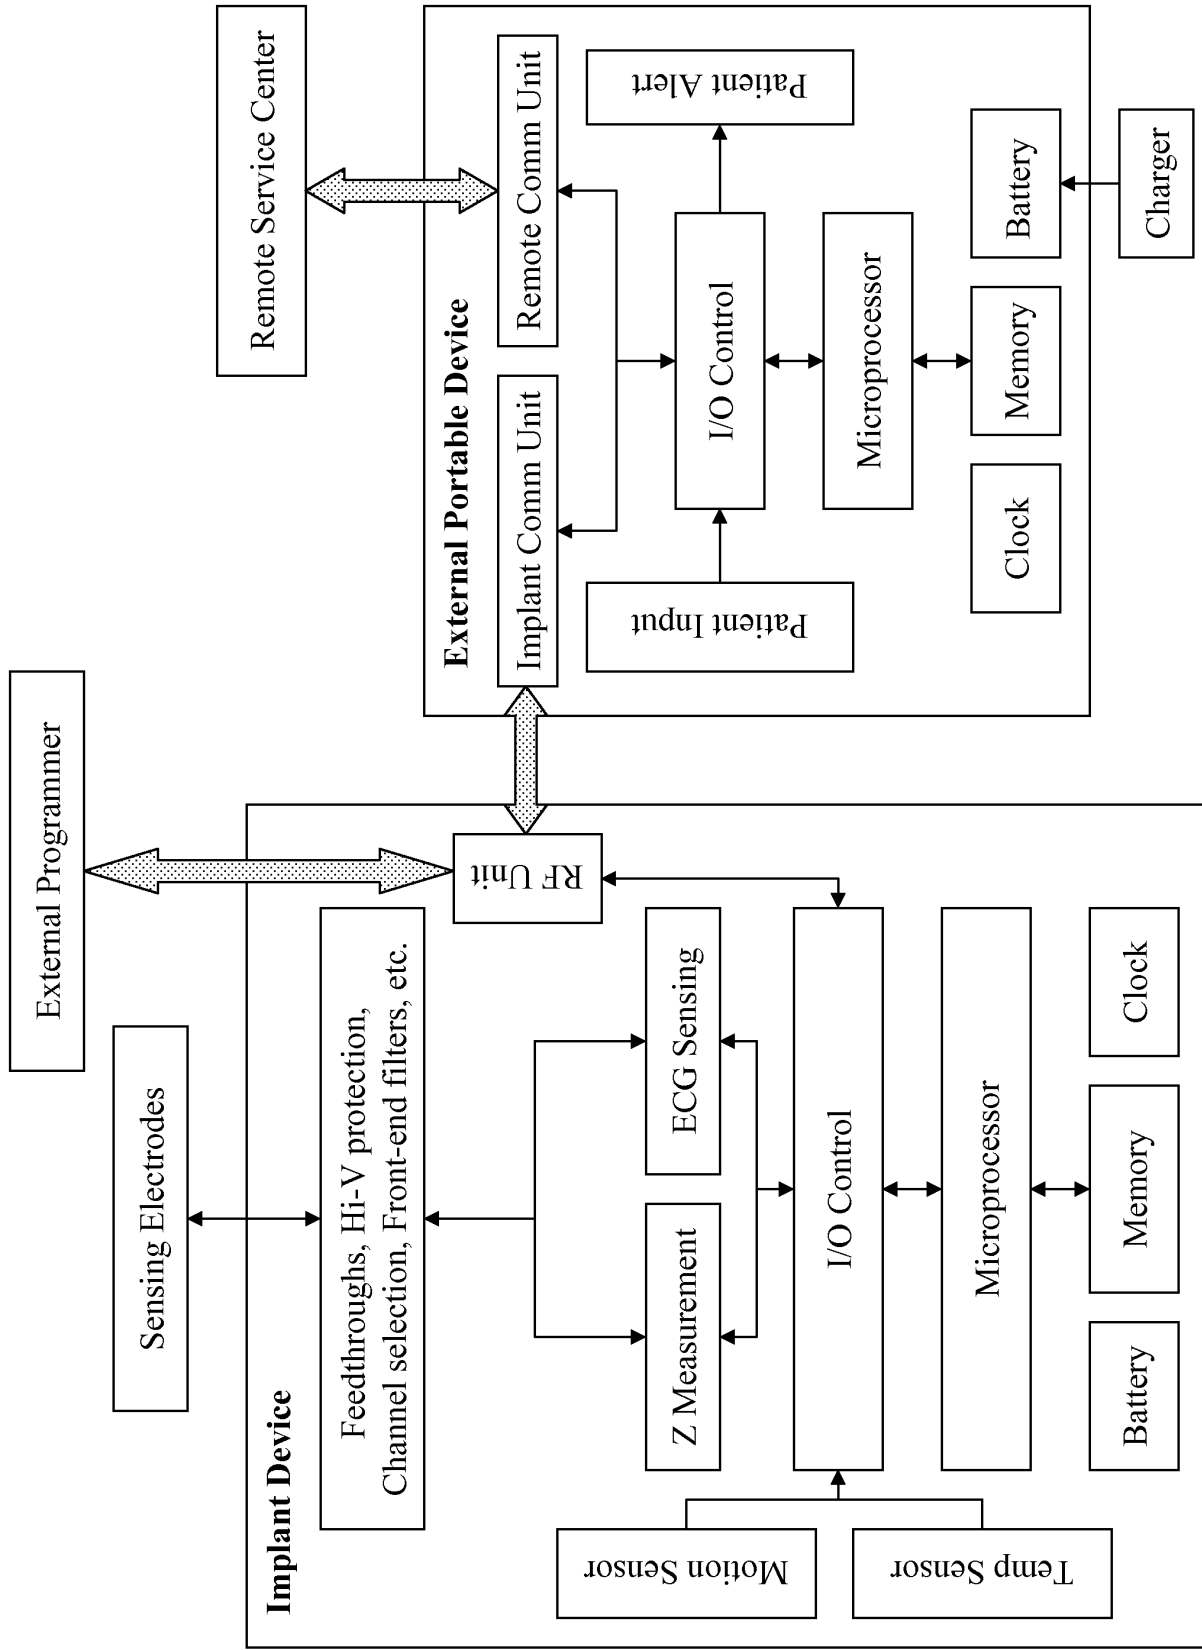 External Programmer
Sensing Electrodes
Remote Service Center
Implant Device
Feedthroughs, Hi-V protection,
Channel selection, Front-end filters, etc.
RF Unit
Z Measurement
ECG Sensing
Motion Sensor
Temp Sensor
I/O Control
Microprocessor
Battery
Memory
Clock
External Portable Device
Implant Comm Unit
Remote Comm Unit
Patient Input
I/O Control
Patient Alert
Microprocessor
Clock
Memory
Battery
Charger